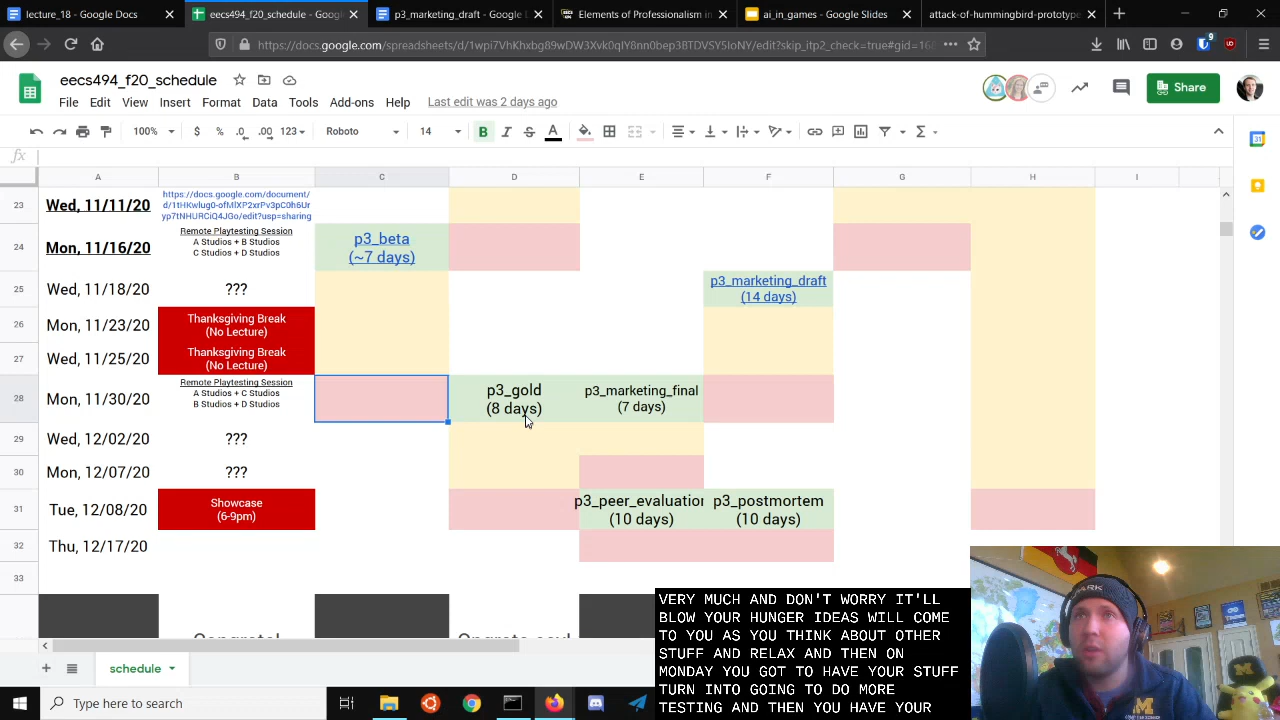 lecture_18 - Google Docs
eecs494_f20_schedule - Google
p3_marketing_draft - Google D
Elements of Professionalism in
ai_in_games - Google Slides
attack-of-hummingbird-prototype
eecs494_f20_schedule
File Edit View Insert Format Data Tools Add-ons Help
Last edit was 2 days ago
Share
100% $ % .0 .00 123 Roboto 14 B I S A
fx
A B C D E F G H I
23
Wed, 11/11/20
https://docs.google.com/document/
24
Mon, 11/16/20
Remote Playtesting Session
A Studios + B Studios
C Studios + D Studios
p3_beta
(~7 days)
25
Wed, 11/18/20
???
p3_marketing_draft
(14 days)
26
Mon, 11/23/20
Thanksgiving Break
(No Lecture)
27
Wed, 11/25/20
Thanksgiving Break
(No Lecture)
28
Mon, 11/30/20
Remote Playtesting Session
A Studios + C Studios
B Studios + D Studios
p3_gold
(8 days)
p3_marketing_final
(7 days)
29
Wed, 12/02/20
???
30
Mon, 12/07/20
???
31
Tue, 12/08/20
Showcase
(6-9pm)
p3_peer_evaluation
(10 days)
p3_postmortem
(10 days)
32
Thu, 12/17/20
33
schedule
VERY MUCH AND DON'T WORRY IT'LL
BLOW YOUR HUNGER IDEAS WILL COME
TO YOU AS YOU THINK ABOUT OTHER
STUFF AND RELAX AND THEN ON
MONDAY YOU GOT TO HAVE YOUR STUFF
TURN INTO GOING TO DO MORE
TESTING AND THEN YOU HAVE YOUR
Type here to search